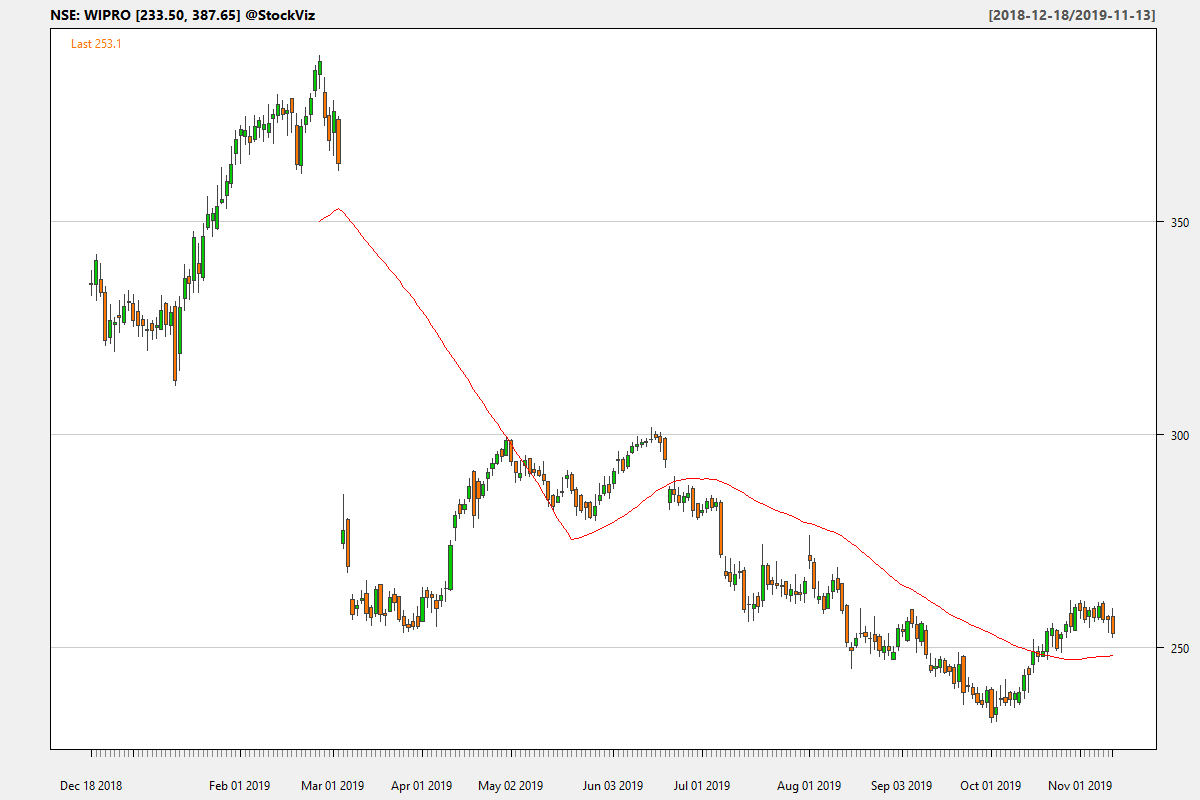 NSE: WIPRO [233.50, 387.65] @StockViz
[2018-12-18/2019-11-13]
Last 253.1
350
300
250
Dec 18 2018
Feb 01 2019
Mar 01 2019
Apr 01 2019
May 02 2019
Jun 03 2019
Jul 01 2019
Aug 01 2019
Sep 03 2019
Oct 01 2019
Nov 01 2019